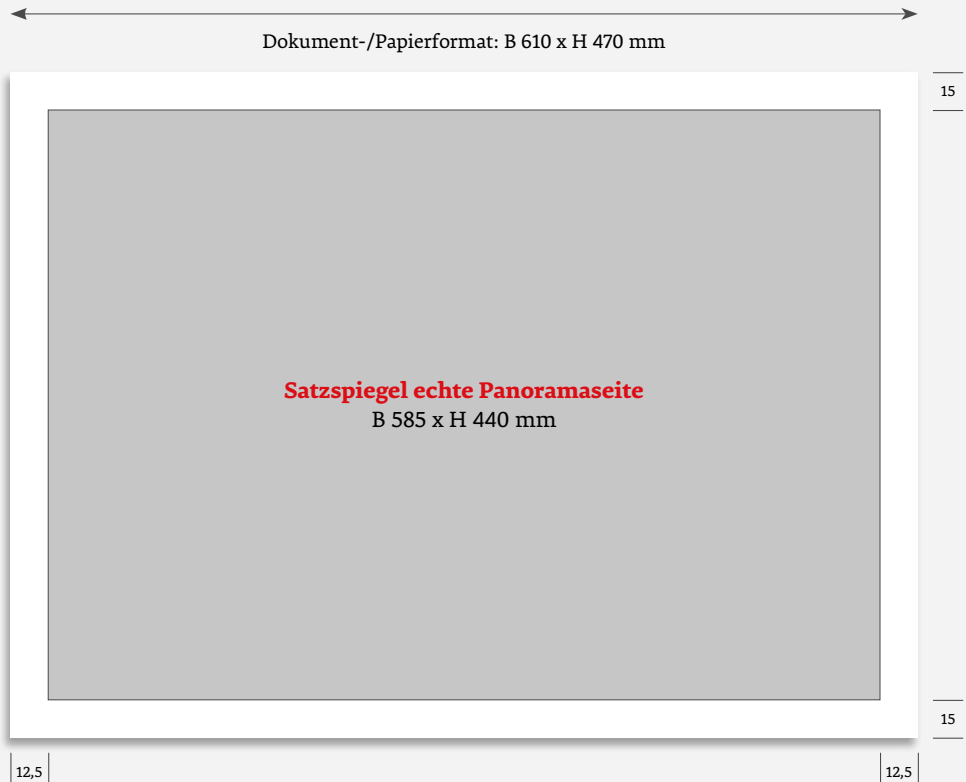 Dokument-/Papierformat: B 610 x H 470 mm
15
Satzspiegel echte Panoramaseite
B 585 x H 440 mm
15
12,5
12,5